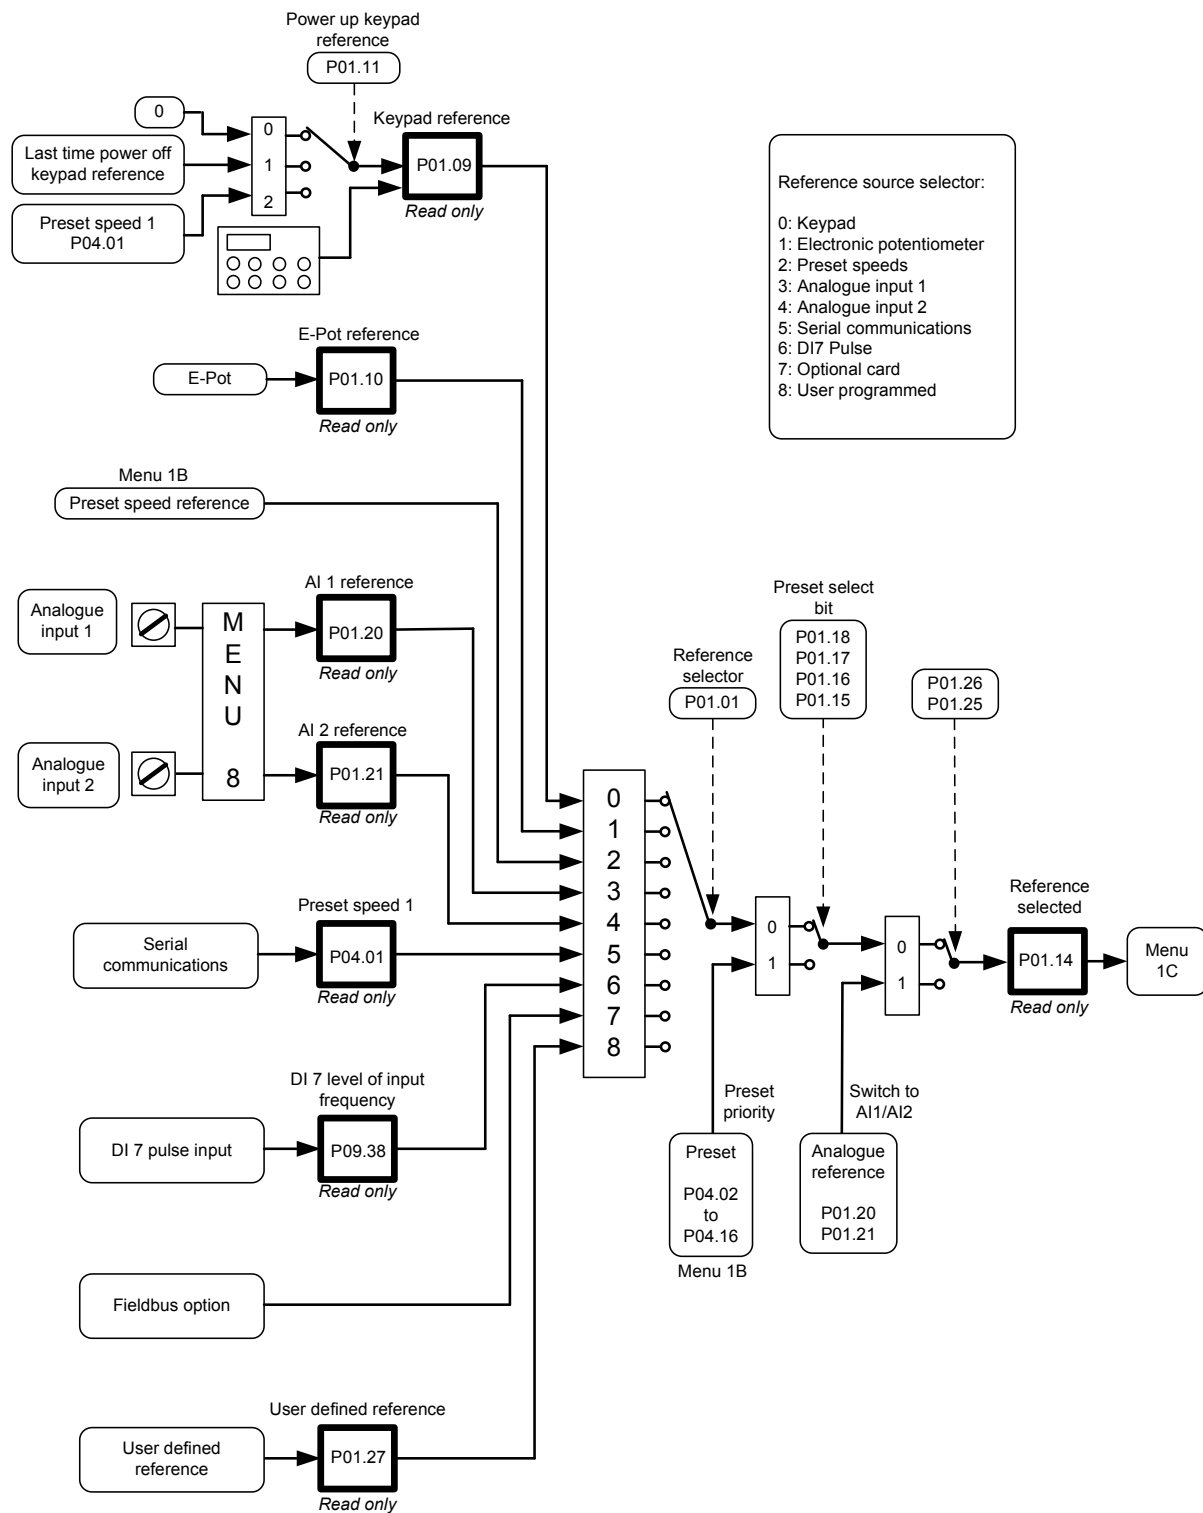 Power up keypad
reference
P01.11
0
Last time power off
keypad reference
Preset speed 1
P04.01
0
1
2
Keypad reference
P01.09
Read only
Reference source selector:
0: Keypad
1: Electronic potentiometer
2: Preset speeds
3: Analogue input 1
4: Analogue input 2
5: Serial communications
6: DI7 Pulse
7: Optional card
8: User programmed
E-Pot reference
E-Pot
P01.10
Read only
Menu 1B
Preset speed reference
Analogue
input 1
Analogue
input 2
M
E
N
U
8
AI 1 reference
P01.20
Read only
AI 2 reference
P01.21
Read only
Serial
communications
Preset speed 1
P04.01
Read only
DI 7 pulse input
DI 7 level of input
frequency
P09.38
Read only
Fieldbus option
User defined
reference
User defined reference
P01.27
Read only
0
1
2
3
4
5
6
7
8
Reference
selector
P01.01
Preset select
bit
P01.18
P01.17
P01.16
P01.15
P01.26
P01.25
0
1
0
1
Preset
priority
Preset
P04.02
to
P04.16
Menu 1B
Switch to
AI1/AI2
Analogue
reference
P01.20
P01.21
Reference
selected
P01.14
Read only
Menu
1C